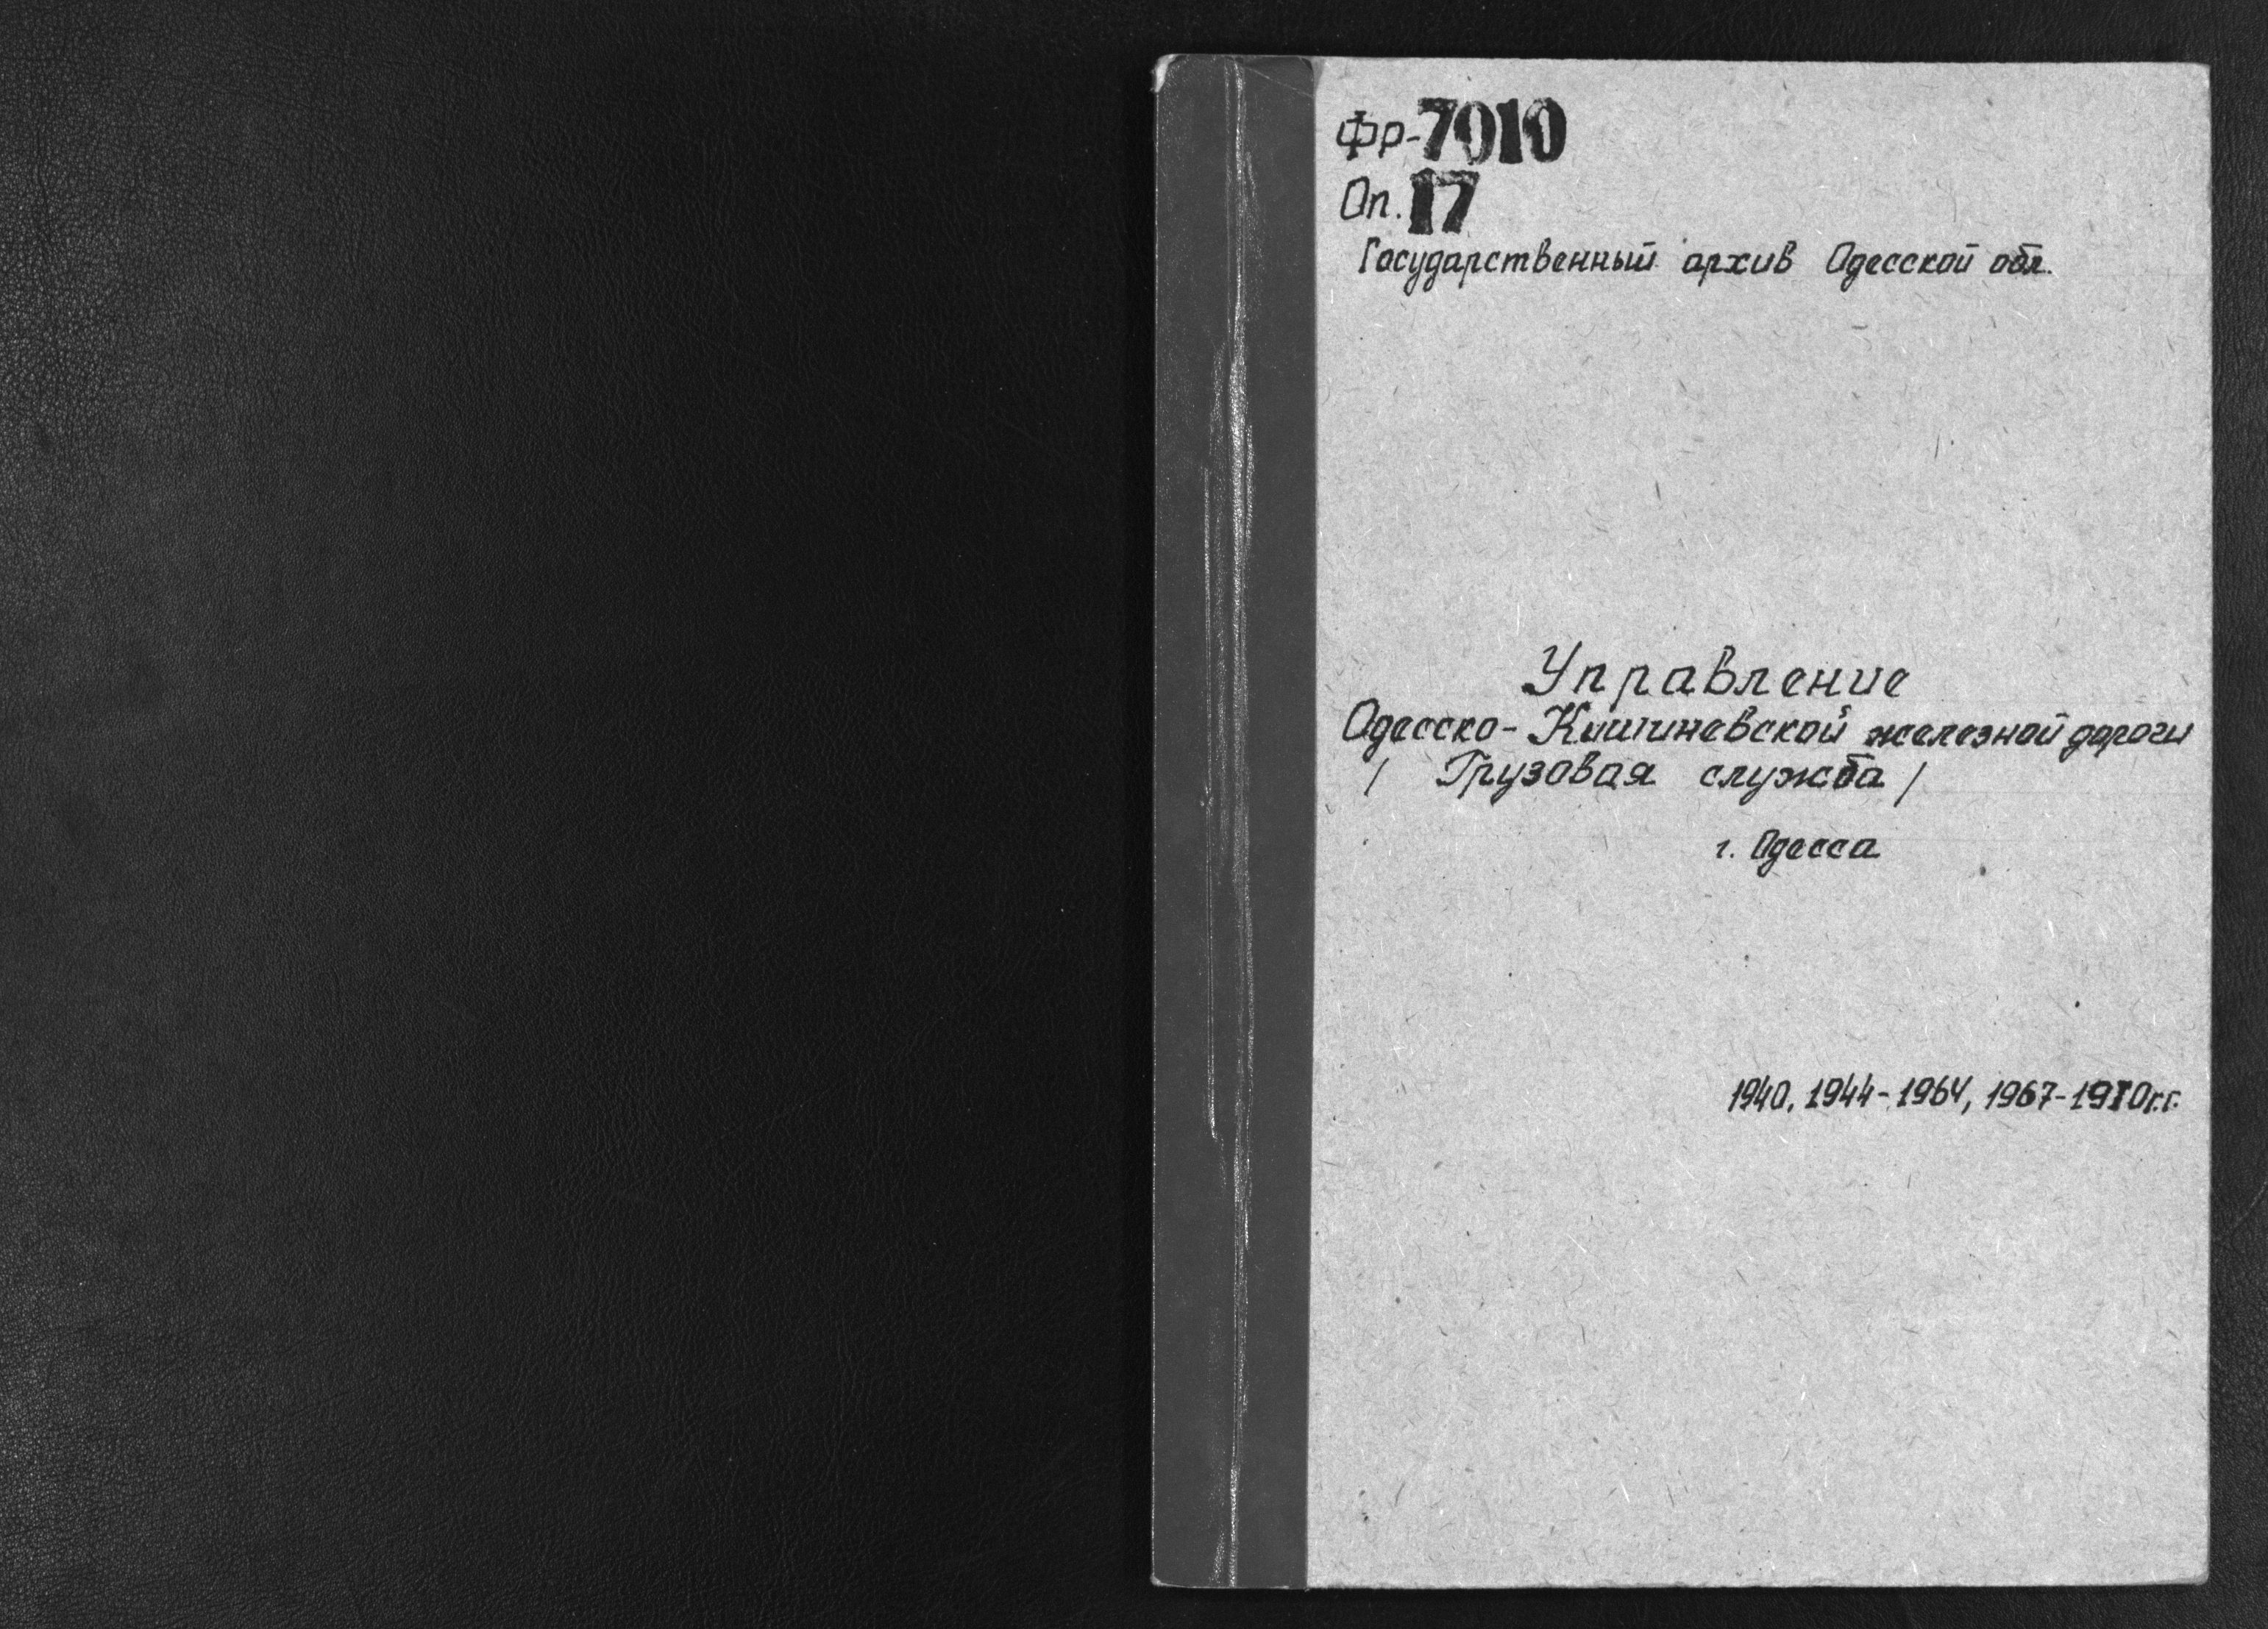 Фр-7010
Оп. 17
Государственный архив Одесской обл.
Управление
Одесско-Кишиневской железной дороги
/ Грузовая служба /
г. Одесса
1940, 1944-1964, 1967-1970г.г.